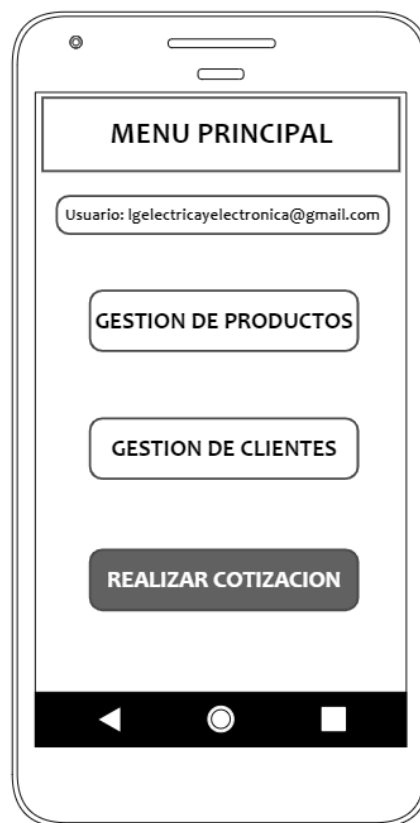 MENU PRINCIPAL
Usuario: lgelectricayelectronica@gmail.com
GESTION DE PRODUCTOS
GESTION DE CLIENTES
REALIZAR COTIZACION